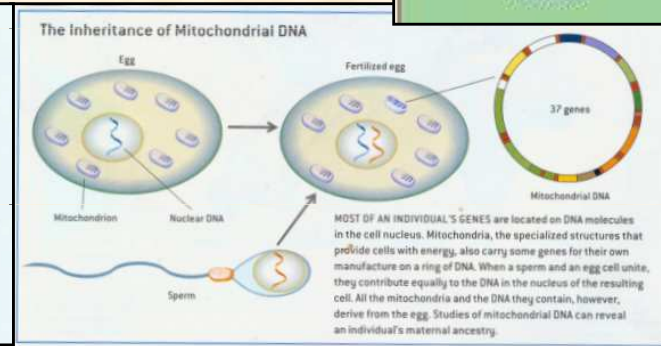 The Inheritance of Mitochondrial DNA
Egg
Fertilized egg
37 genes
Mitochondrial DNA
Mitochondrion
Nuclear DNA
Sperm
MOST OF AN INDIVIDUAL'S GENES are located on DNA molecules
in the cell nucleus. Mitochondria, the specialized structures that
provide cells with energy, also carry some genes for their own
manufacture on a ring of DNA. When a sperm and an egg cell unite,
they contribute equally to the DNA in the nucleus of the resulting
cell. All the mitochondria and the DNA they contain, however,
derive from the egg. Studies of mitochondrial DNA can reveal
an individual's maternal ancestry.